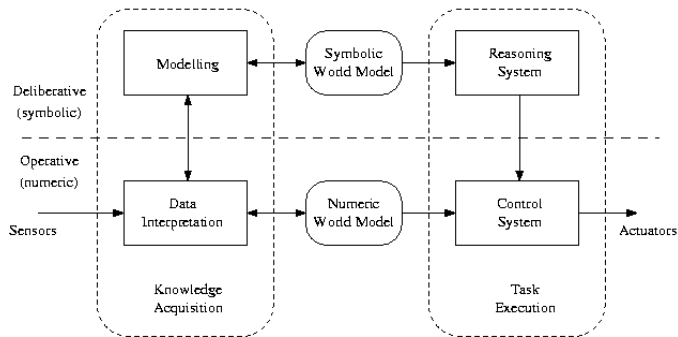 Modelling
Symbolic
World Model
Reasoning
System
Deliberative
(symbolic)
Operative
(numeric)
Data
Interpretation
Numeric
World Model
Control
System
Sensors
Actuators
Knowledge
Acquisition
Task
Execution